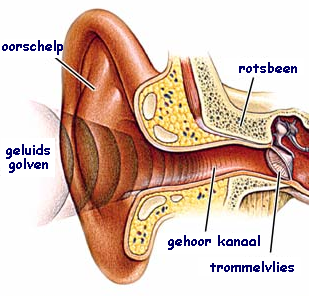 oorschelp
rotsbeen
geluids
golven
gehoor kanaal
trommelvlies